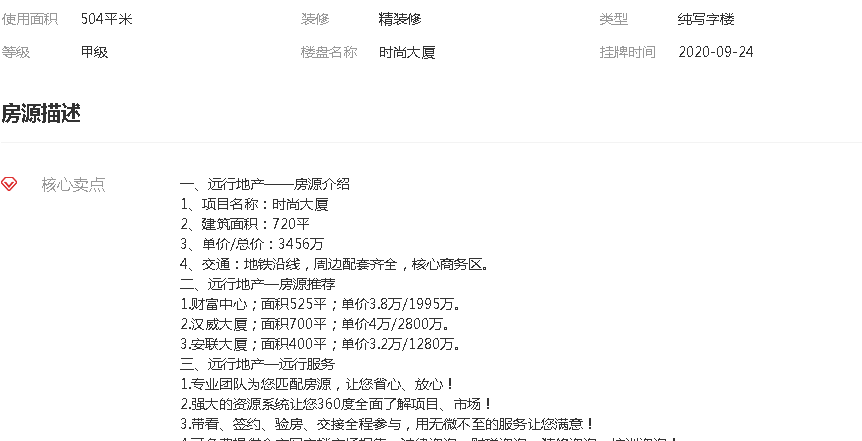 使用面积 504平米 装修 精装修 类型 纯写字楼
等级 甲级 楼盘名称 时尚大厦 挂牌时间 2020-09-24
房源描述
核心卖点
一、远行地产——房源介绍
1、项目名称：时尚大厦
2、建筑面积：720平
3、单价/总价：3456万
4、交通：地铁沿线，周边配套齐全，核心商务区。
二、远行地产—房源推荐
1.财富中心；面积525平；单价3.8万/1995万。
2.汉威大厦；面积700平；单价4万/2800万。
3.安联大厦；面积400平；单价3.2万/1280万。
三、远行地产—远行服务
1.专业团队为您匹配房源，让您省心、放心！
2.强大的资源系统让您360度全面了解项目、市场！
3.带看、签约、验房、交接全程参与，用无微不至的服务让您满意！